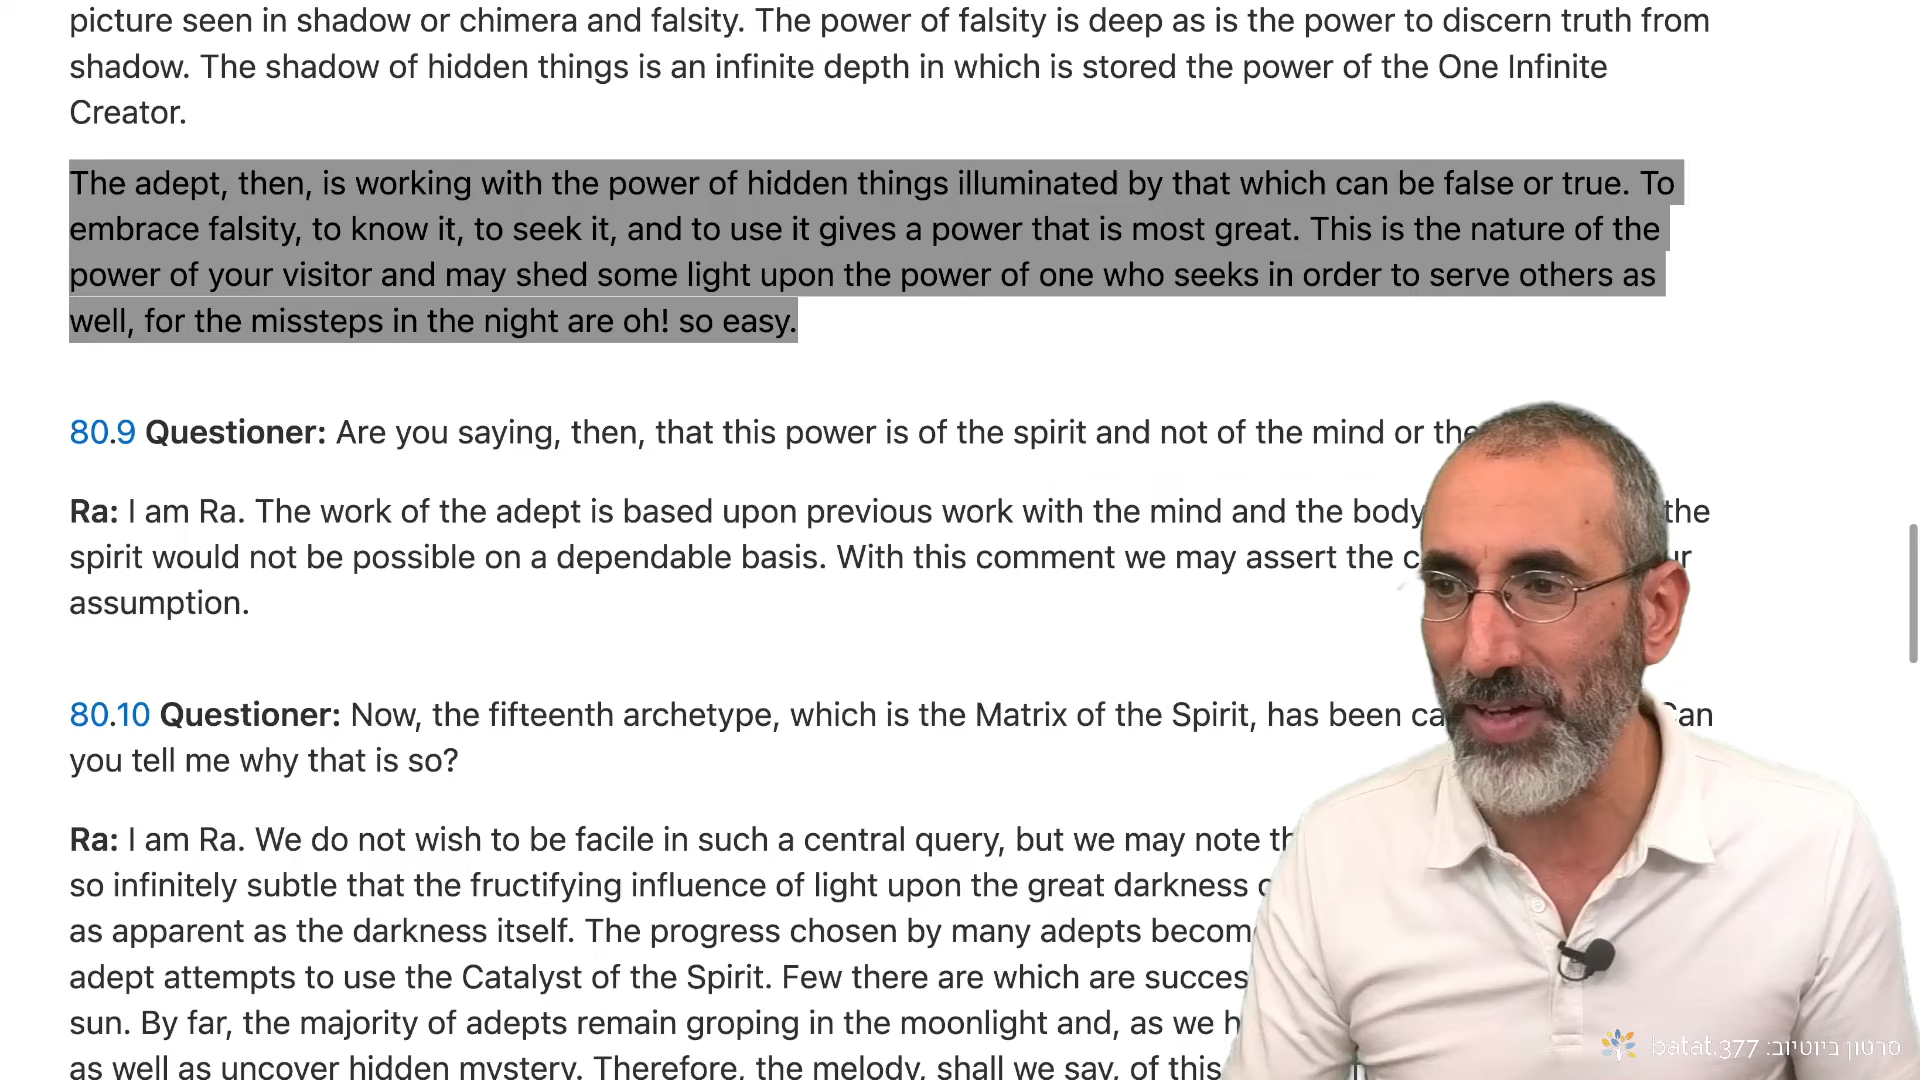 picture seen in shadow or chimera and falsity. The power of falsity is deep as is the power to discern truth from
shadow. The shadow of hidden things is an infinite depth in which is stored the power of the One Infinite
Creator.
The adept, then, is working with the power of hidden things illuminated by that which can be false or true. To
embrace falsity, to know it, to seek it, and to use it gives a power that is most great. This is the nature of the
power of your visitor and may shed some light upon the power of one who seeks in order to serve others as
well, for the missteps in the night are oh! so easy.
80.9 Questioner: Are you saying, then, that this power is of the spirit and not of the mind or the
Ra: I am Ra. The work of the adept is based upon previous work with the mind and the body the
spirit would not be possible on a dependable basis. With this comment we may assert the
assumption.
80.10 Questioner: Now, the fifteenth archetype, which is the Matrix of the Spirit, has been Can
you tell me why that is so?
Ra: I am Ra. We do not wish to be facile in such a central query, but we may note
so infinitely subtle that the fructifying influence of light upon the great darkness
as apparent as the darkness itself. The progress chosen by many adepts
adept attempts to use the Catalyst of the Spirit. Few there are which are
sun. By far, the majority of adepts remain groping in the moonlight and, as we
as well as uncover hidden mystery. Therefore, the melody, shall we say, of this
סרטון ביוטיוב: batat.377